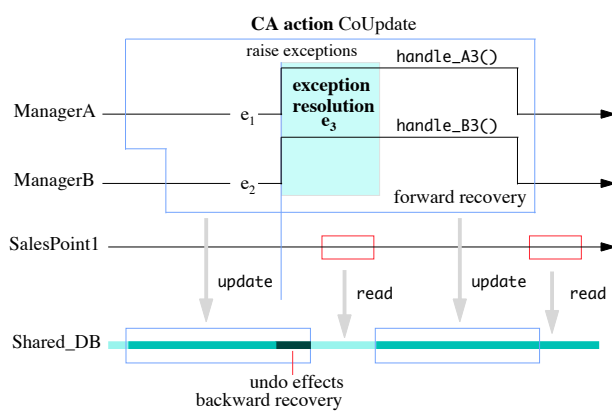 CA action CoUpdate
raise exceptions
handle_A3()
exception
resolution
e3
ManagerA
e1
handle_B3()
ManagerB
e2
forward recovery
SalesPoint1
update
read
update
read
Shared_DB
undo effects
backward recovery